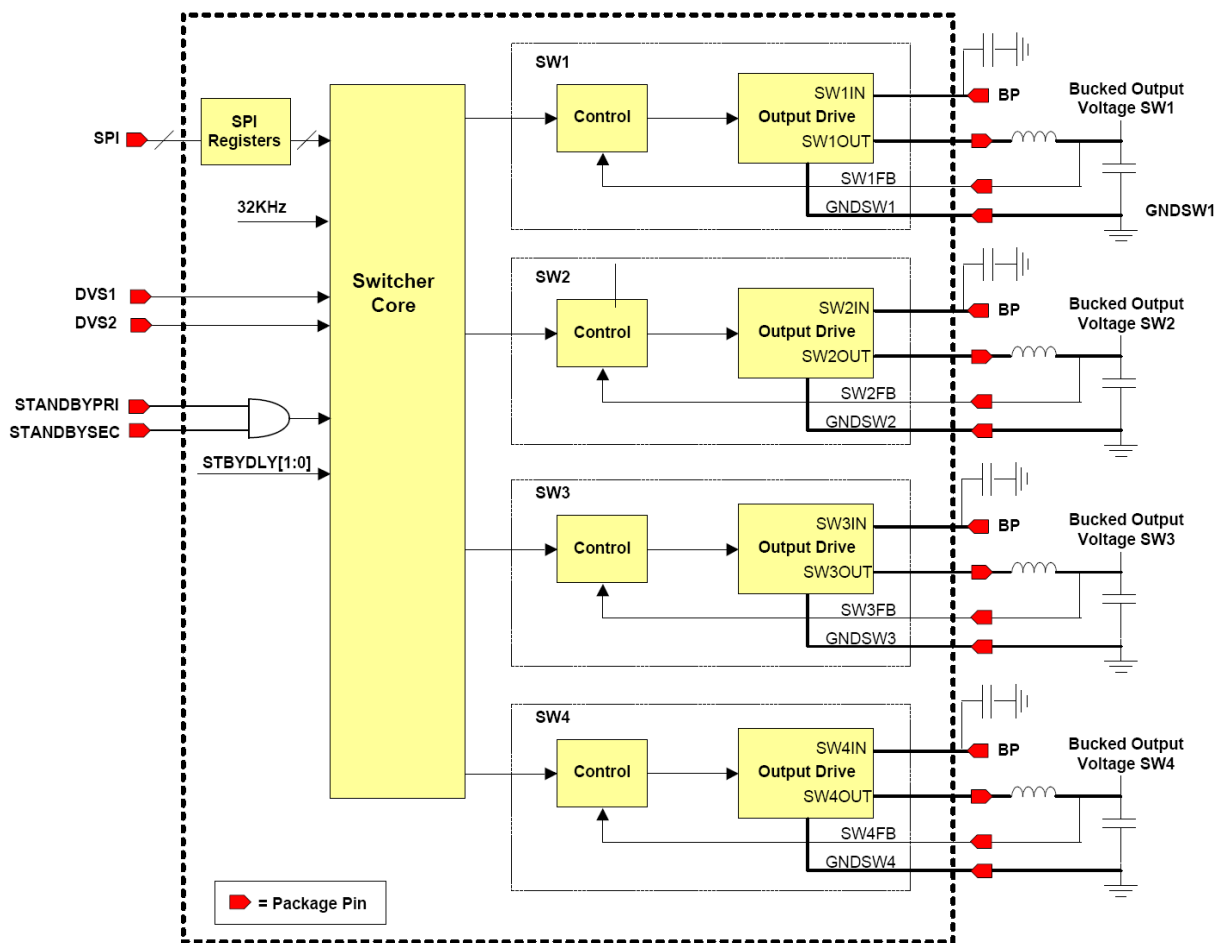 SPI
SPI
Registers
32KHz
DVS1
DVS2
STANDBYPRI
STANDBYSEC
STBYDLY[1:0]
Switcher
Core
SW1
Control
Output Drive
SW1IN
SW1OUT
SW1FB
GNDSW1
BP
Bucked Output
Voltage SW1
GNDSW1
SW2
Control
Output Drive
SW2IN
SW2OUT
SW2FB
GNDSW2
BP
Bucked Output
Voltage SW2
SW3
Control
Output Drive
SW3IN
SW3OUT
SW3FB
GNDSW3
BP
Bucked Output
Voltage SW3
SW4
Control
Output Drive
SW4IN
SW4OUT
SW4FB
GNDSW4
BP
Bucked Output
Voltage SW4
= Package Pin